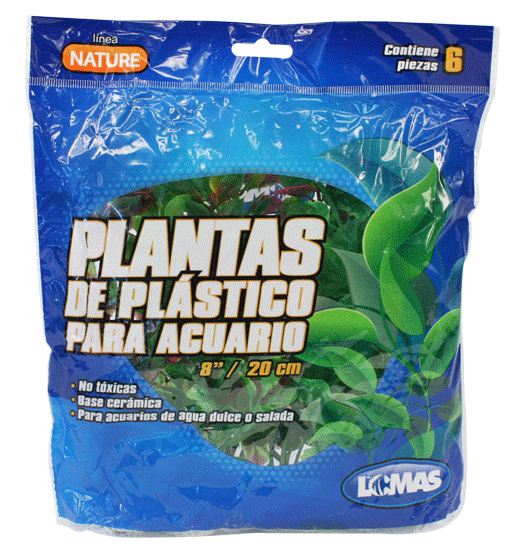 línea
NATURE
Contiene
piezas 6
PLANTAS
DE PLÁSTICO
PARA ACUARIO
8” / 20 cm
• No tóxicas
• Base cerámica
• Para acuarios de agua dulce o salada
LOMAS